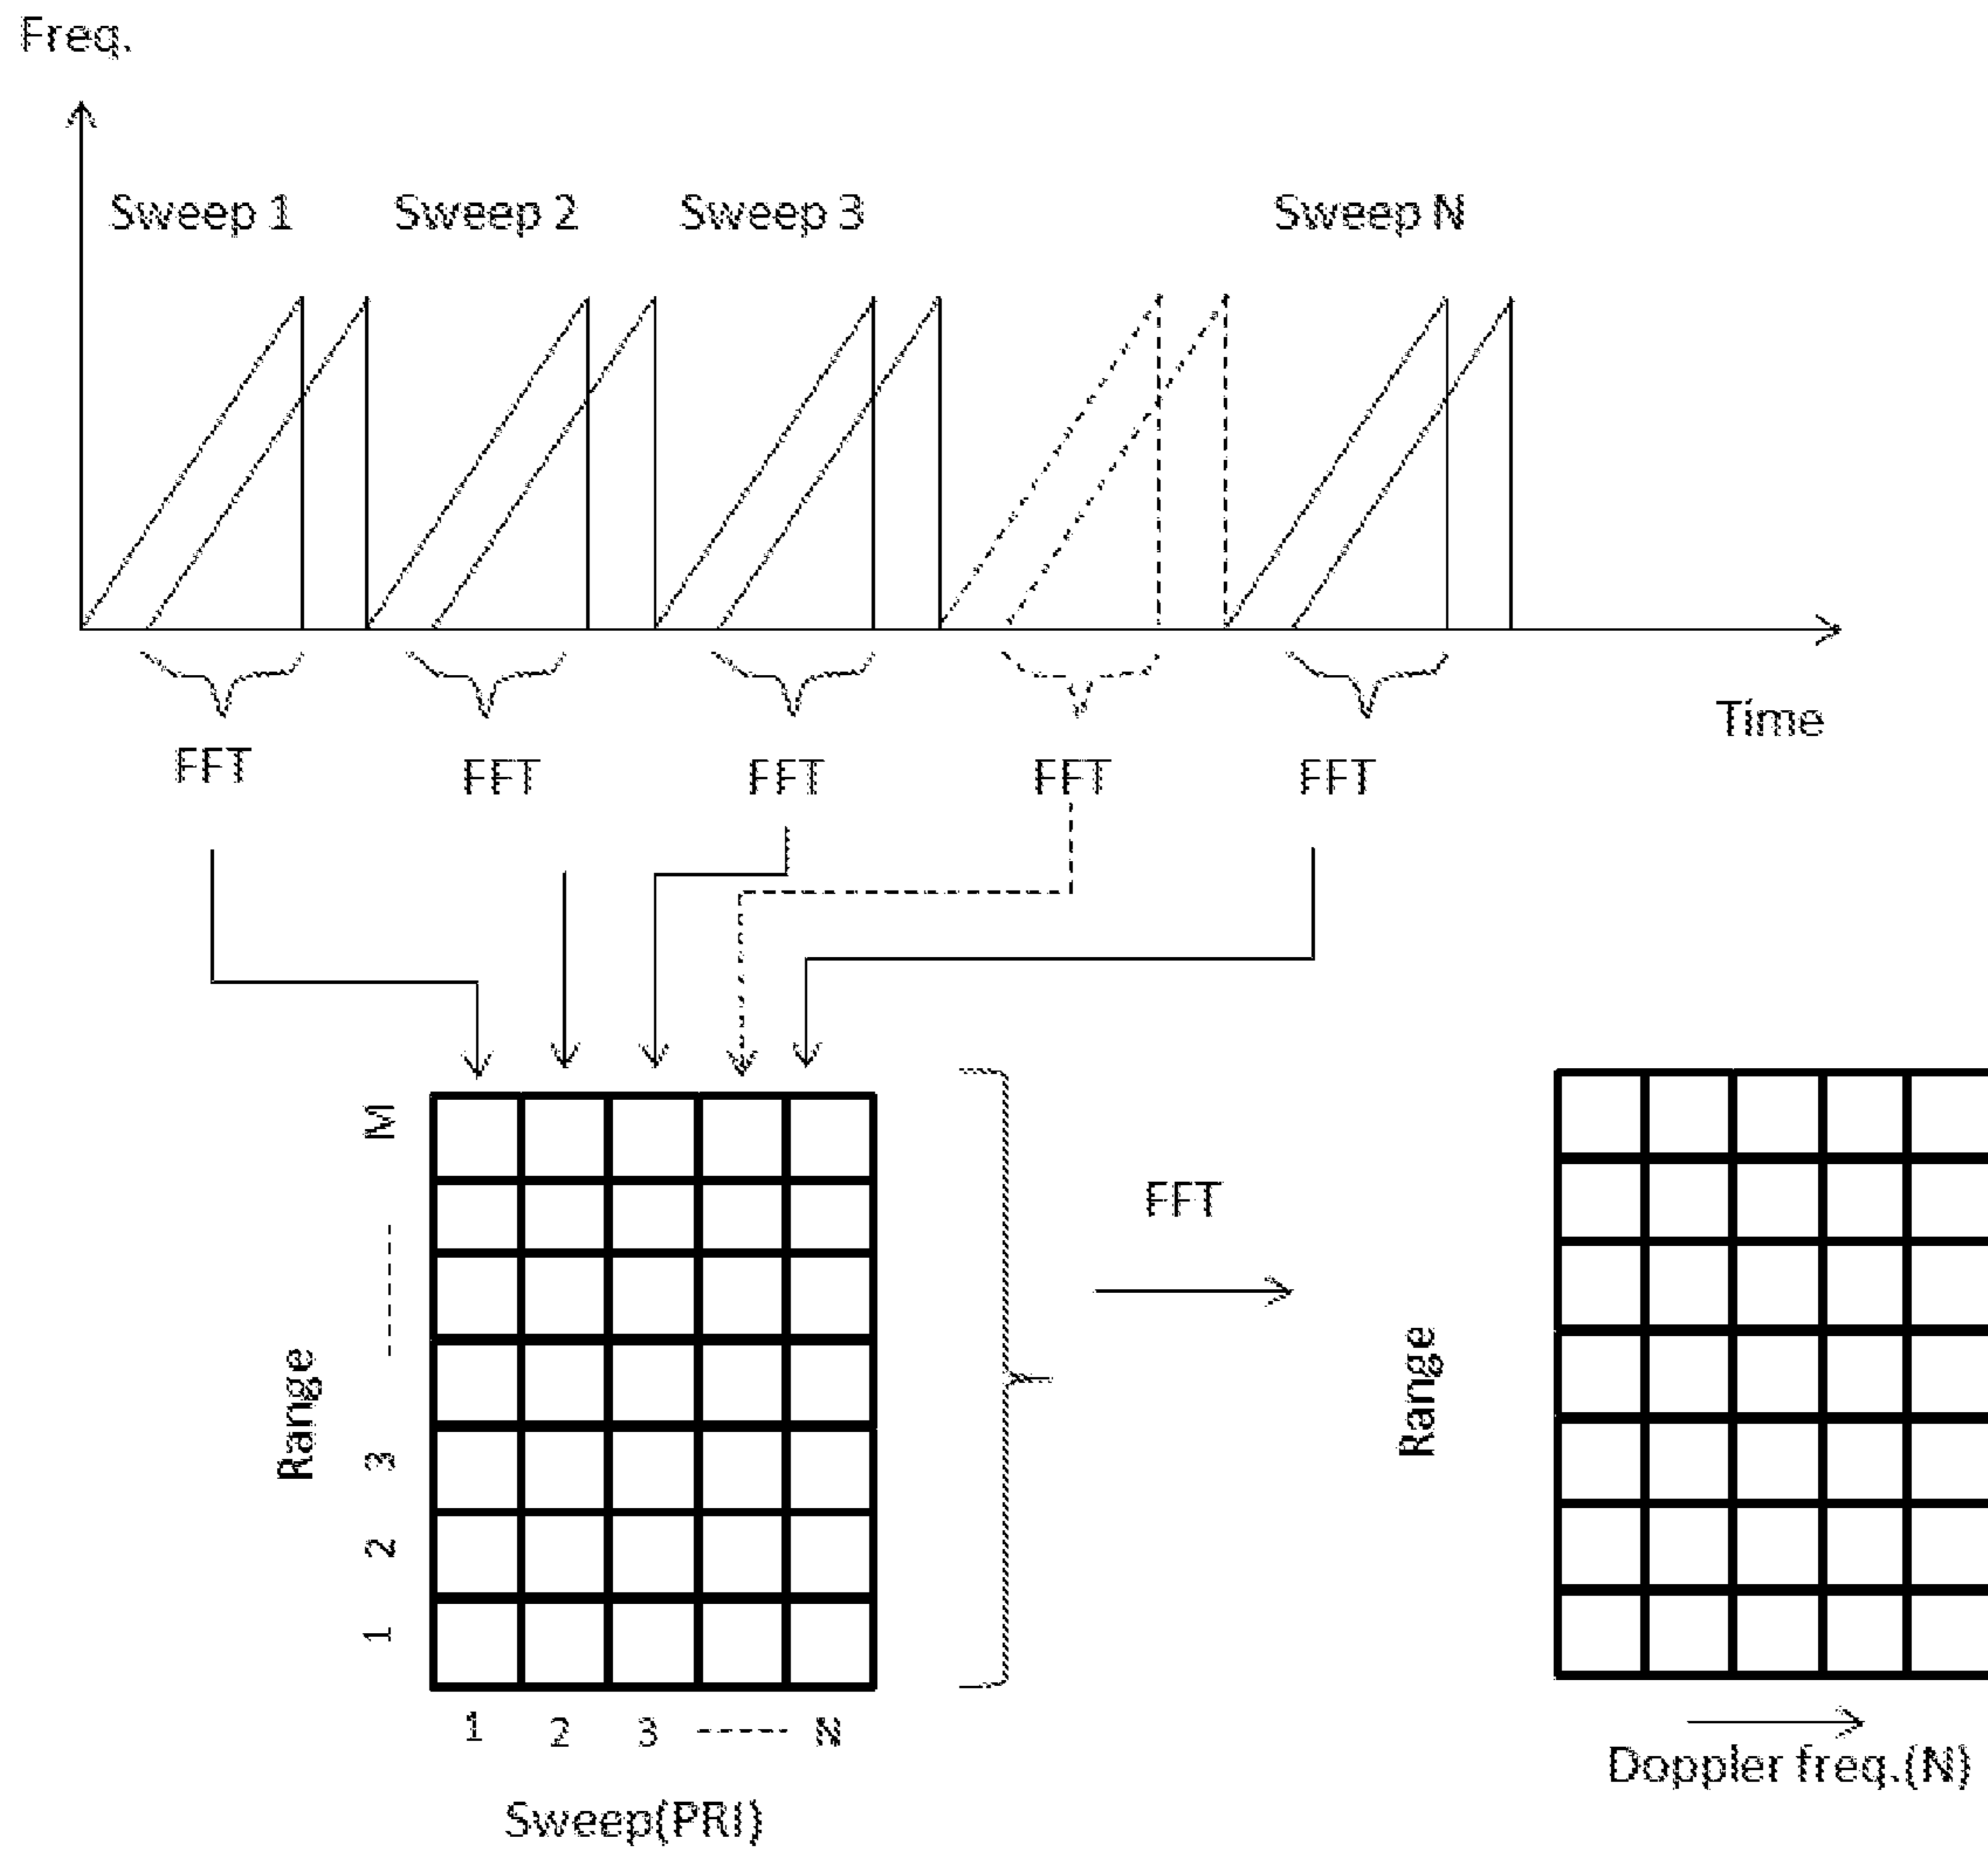 Freq.
Sweep 1 Sweep 2 Sweep 3 Sweep N
Time
FFT FFT FFT FFT FFT
M
FFT
Range
Range
3
2
1
1 2 3 ----- N
Doppler freq.(N)
Sweep(PRI)